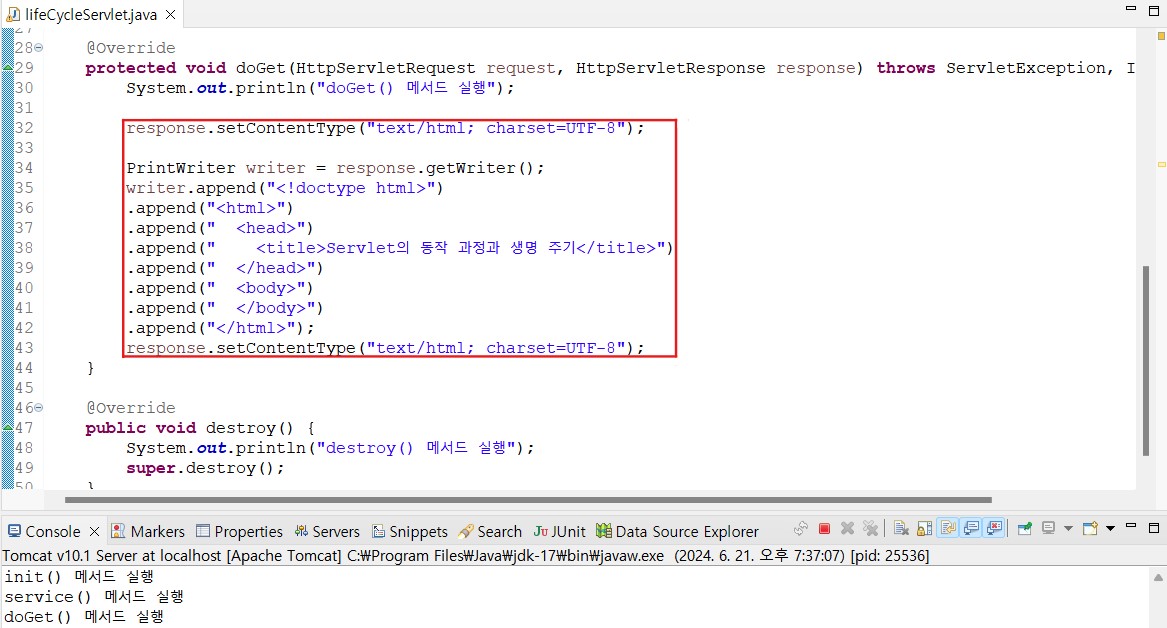 lifeCycleServlet.java
27
28 @Override
29 protected void doGet(HttpServletRequest request, HttpServletResponse response) throws ServletException, I
30 System.out.println("doGet() 메서드 실행");
31
32 response.setContentType("text/html; charset=UTF-8");
33
34 PrintWriter writer = response.getWriter();
35 writer.append("<!doctype html>")
36 .append("<html>")
37 .append("  <head>")
38 .append("    <title>Servlet의 동작 과정과 생명 주기</title>")
39 .append("  </head>")
40 .append("  <body>")
41 .append("  </body>")
42 .append("</html>");
43 response.setContentType("text/html; charset=UTF-8");
44 }
45
46 @Override
47 public void destroy() {
48 System.out.println("destroy() 메서드 실행");
49 super.destroy();
50 }
Console Markers Properties Servers Snippets Search JUnit Data Source Explorer
Tomcat v10.1 Server at localhost [Apache Tomcat] C:₩Program Files₩Java₩jdk-17₩bin₩javaw.exe (2024. 6. 21. 오후 7:37:07) [pid: 25536]
init() 메서드 실행
service() 메서드 실행
doGet() 메서드 실행